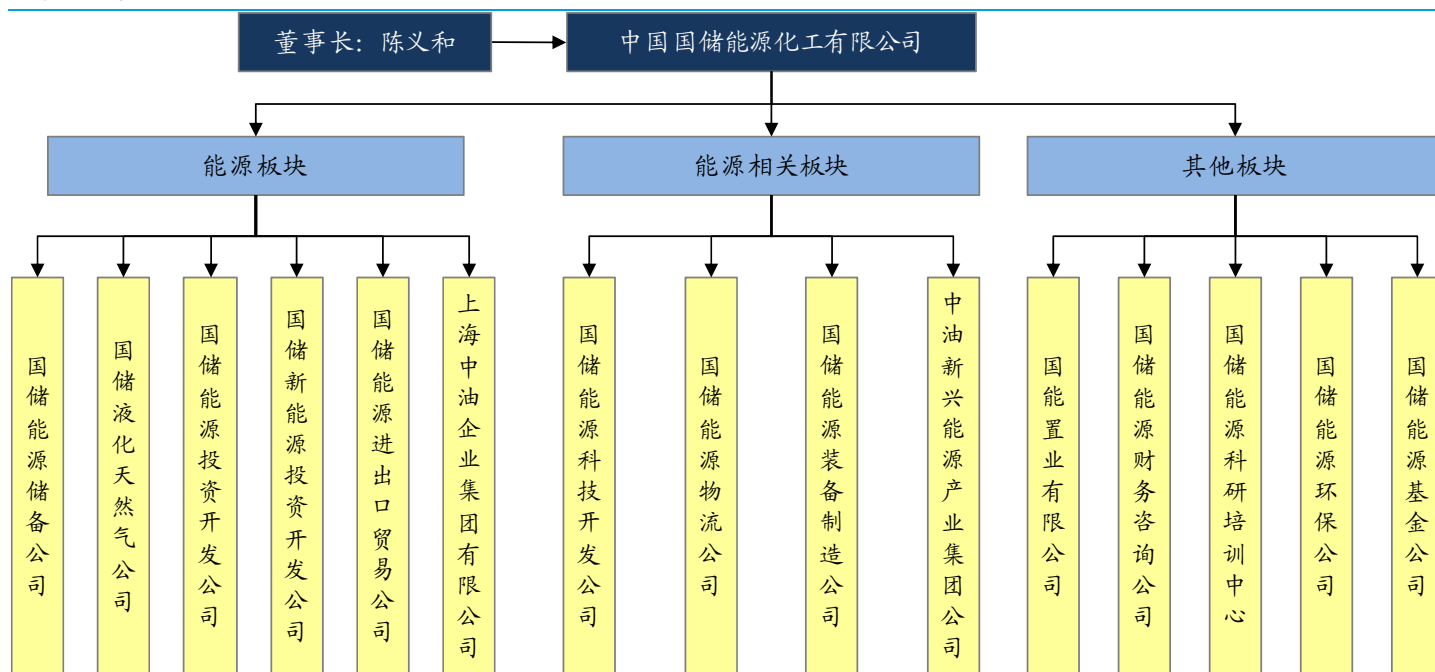 董事长：陈义和
中国国储能源化工有限公司
能源板块
能源相关板块
其他板块
国储能源储备公司
国储液化天然气公司
国储能源投资开发公司
国储新能源投资开发公司
国储能源进出口贸易公司
上海中油企业集团有限公司
国储能源科技开发公司
国储能源物流公司
国储能源装备制造公司
中油新兴能源产业集团公司
国能置业有限公司
国储能源财务咨询公司
国储能源科研培训中心
国储能源环保公司
国储能源基金公司